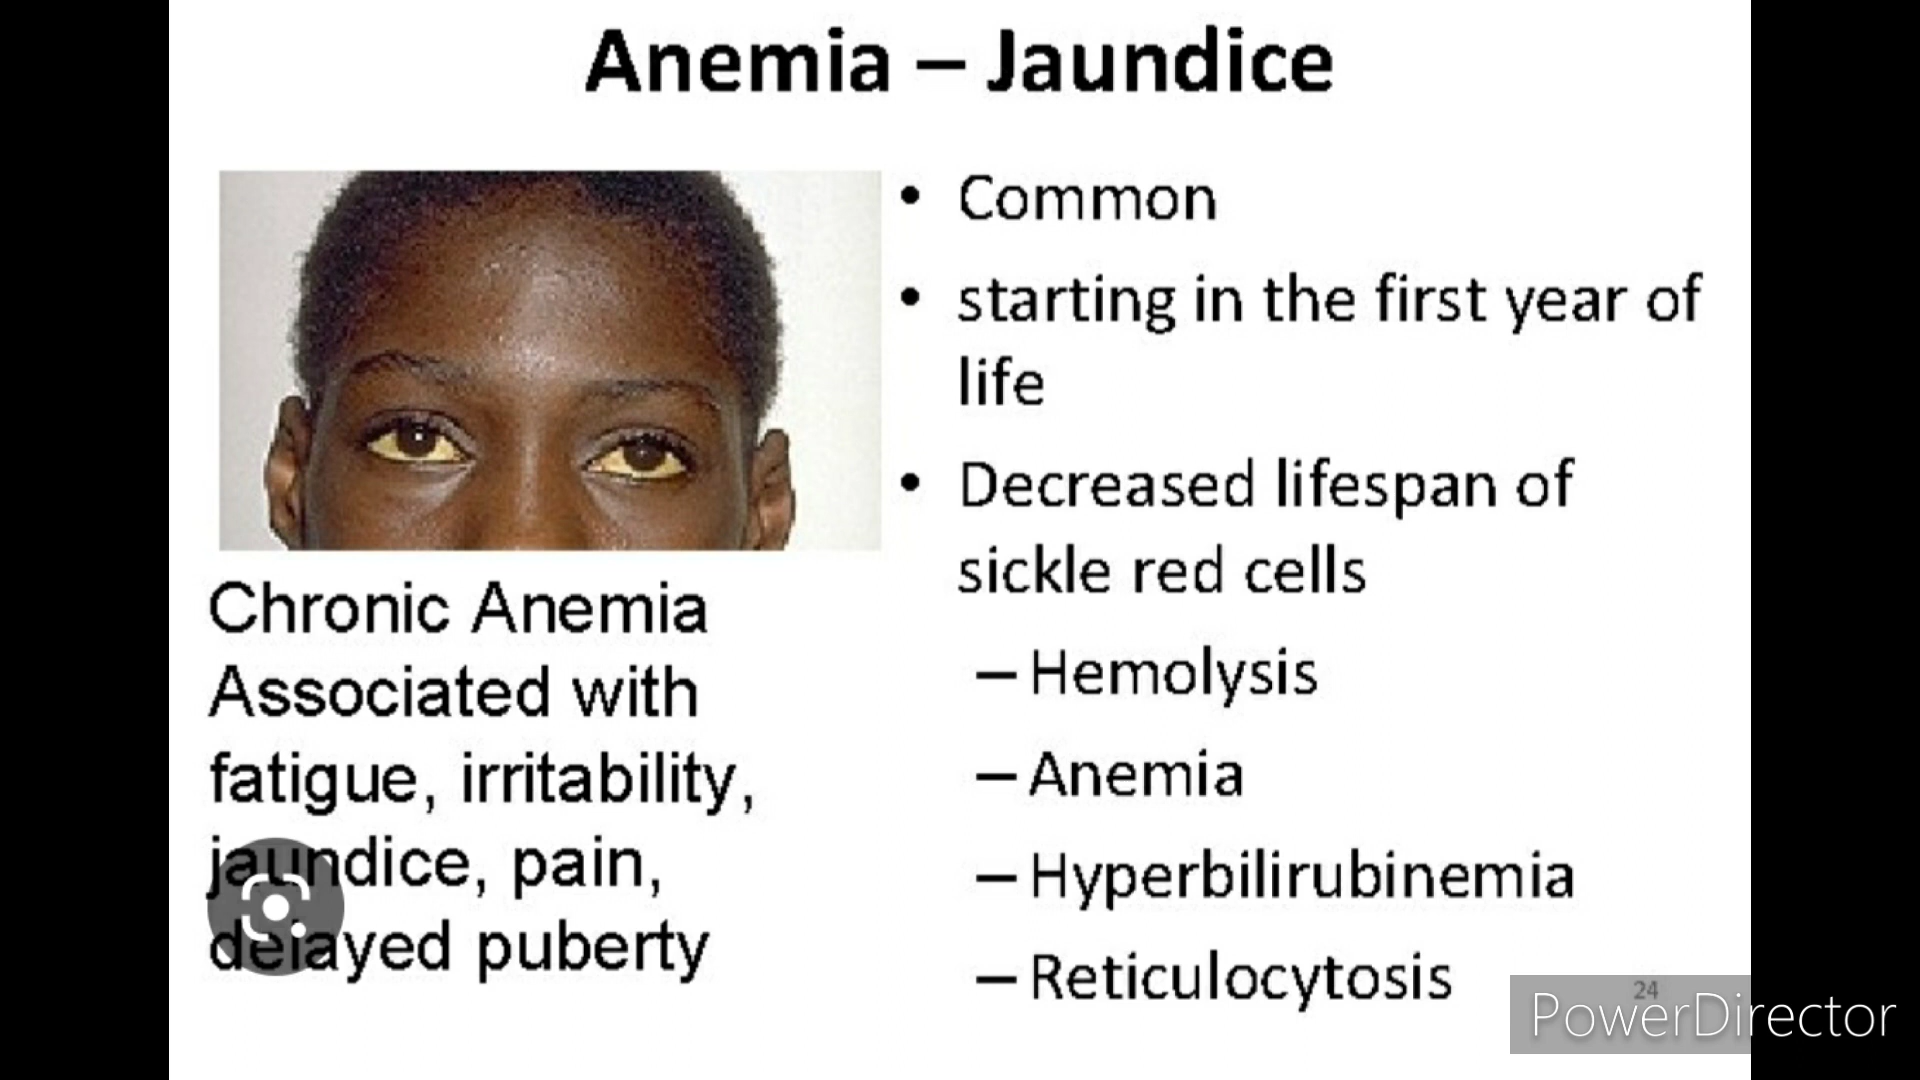 Anemia – Jaundice
• Common
• starting in the first year of
life
• Decreased lifespan of
sickle red cells
– Hemolysis
– Anemia
– Hyperbilirubinemia
– Reticulocytosis
Chronic Anemia
Associated with
fatigue, irritability,
jaundice, pain,
delayed puberty
24
PowerDirector